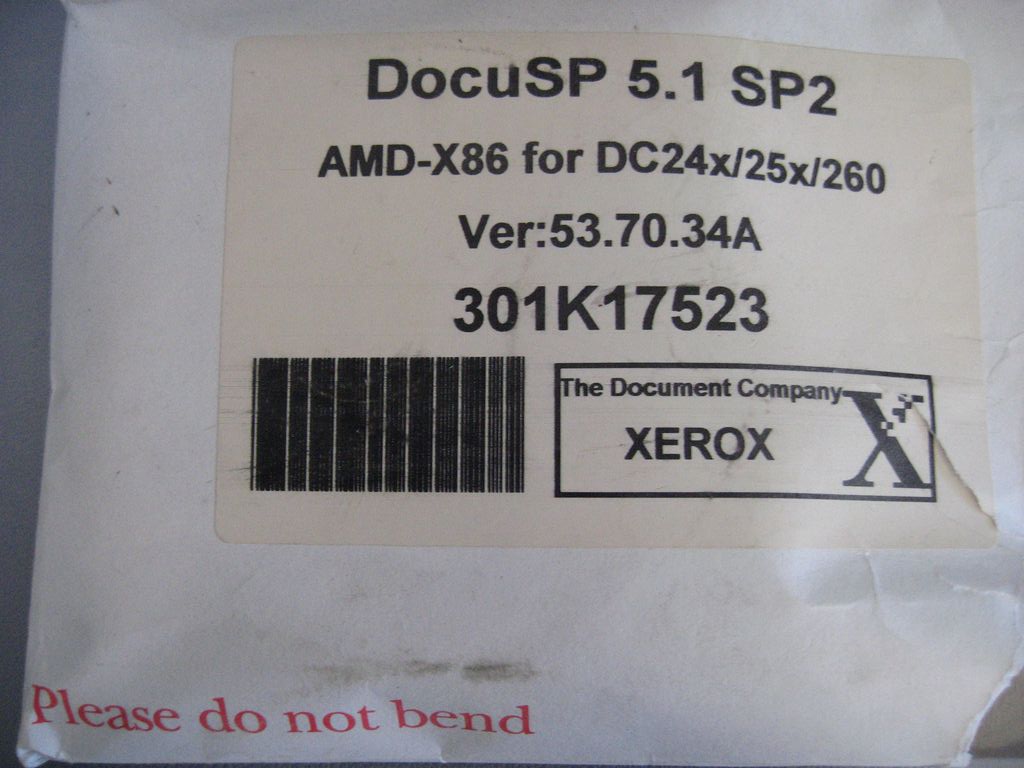 DocuSP 5.1 SP2
AMD-X86 for DC24x/25x/260
Ver:53.70.34A
301K17523
The Document Company
XEROX
X
Please do not bend